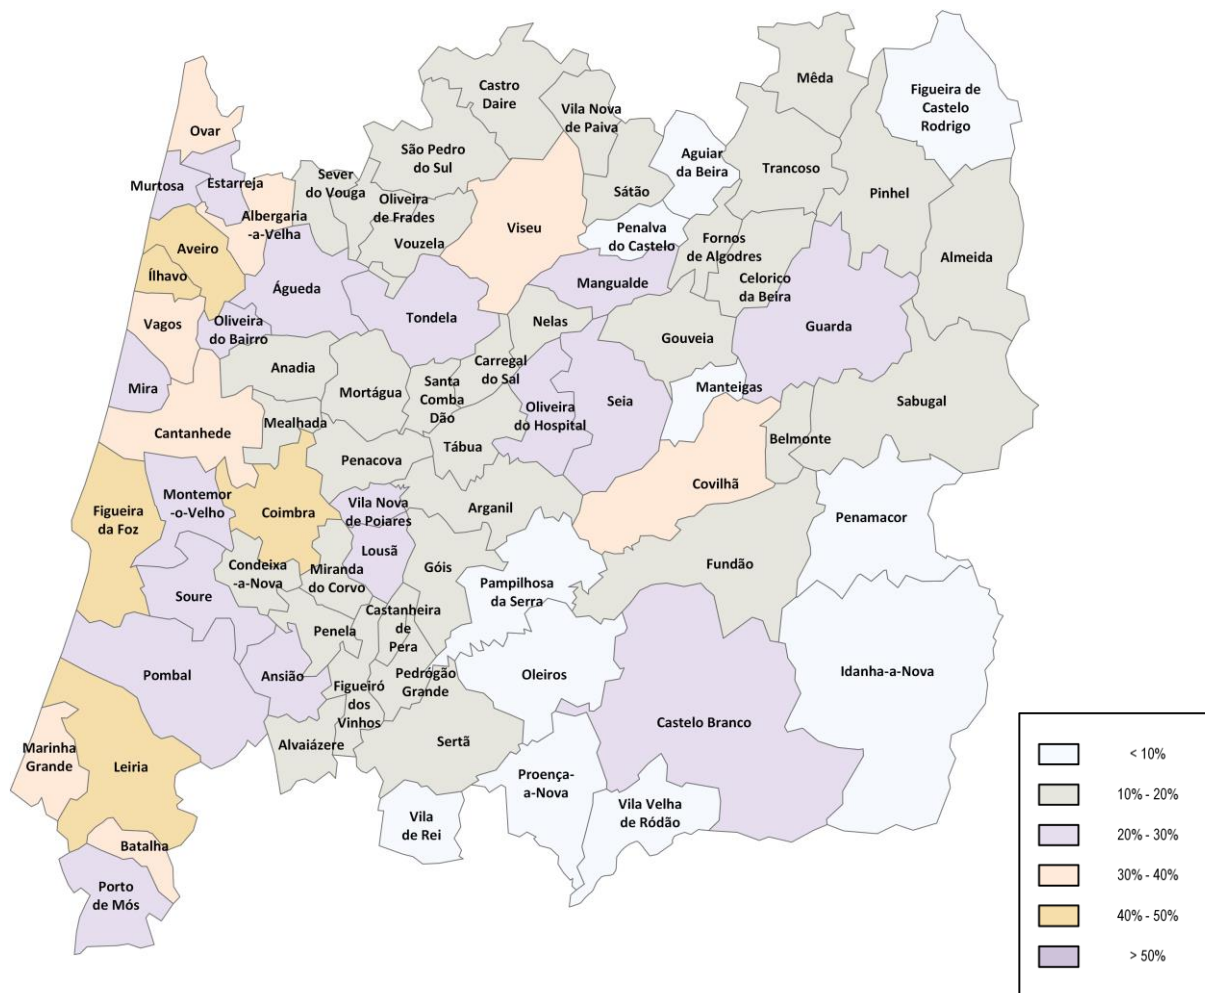 Mêda
Figueira de
Castelo
Rodrigo
Castro
Daire
Vila Nova
de Paiva
Ovar
São Pedro
do Sul
Aguiar
da Beira
Trancoso
Pinhel
Murtosa
Estarreja
Sever
do Vouga
Sátão
Oliveira
de Frades
Albergaria
-a-Velha
Viseu
Penalva
do Castelo
Fornos
de Algodres
Vouzela
Aveiro
Almeida
Ílhavo
Águeda
Mangualde
Celorico
da Beira
Tondela
Guarda
Vagos
Oliveira
do Bairro
Nelas
Gouveia
Mira
Anadia
Mortágua
Santa
Comba
Dão
Carregal
do Sal
Manteigas
Oliveira
do Hospital
Seia
Sabugal
Cantanhede
Mealhada
Tábua
Belmonte
Penacova
Covilhã
Montemor
-o-Velho
Figueira
da Foz
Coimbra
Vila Nova
de Poiares
Arganil
Penamacor
Lousã
Condeixa
-a-Nova
Miranda
do Corvo
Góis
Fundão
Soure
Pampilhosa
da Serra
Castanheira
de
Pera
Penela
Pombal
Ansião
Pedrógão
Grande
Oleiros
Idanha-a-Nova
Figueiró
dos
Vinhos
Castelo Branco
Sertã
Alvaiázere
Marinha
Grande
Leiria
Proença-
a-Nova
Vila
de Rei
Vila Velha
de Ródão
Batalha
Porto
de Mós
< 10%
10% - 20%
20% - 30%
30% - 40%
40% - 50%
> 50%